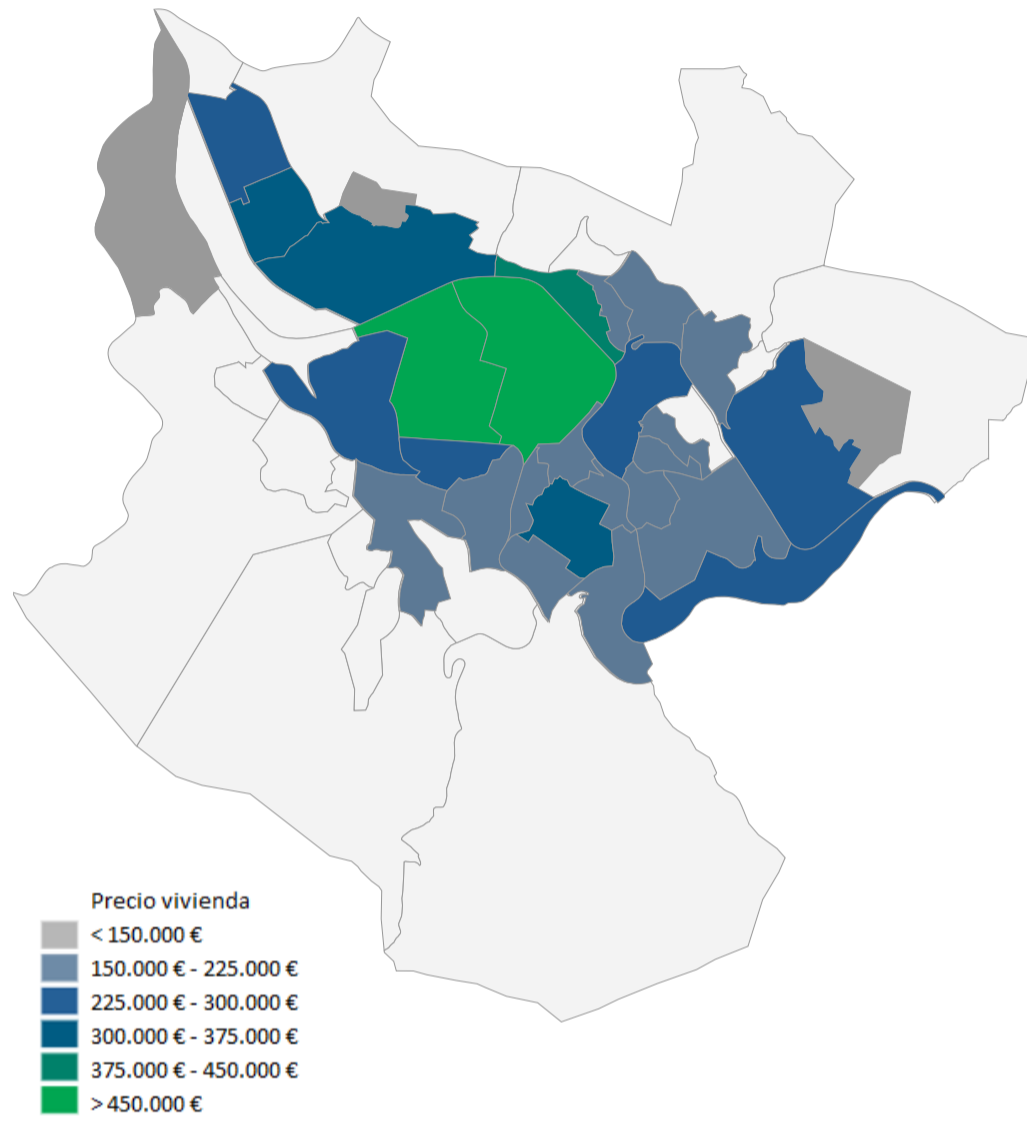 Precio vivienda
< 150.000 €
150.000 € - 225.000 €
225.000 € - 300.000 €
300.000 € - 375.000 €
375.000 € - 450.000 €
> 450.000 €